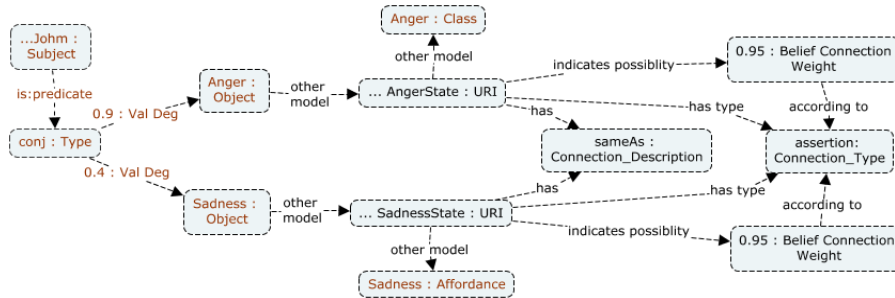 Anger : Class
...Johm :
Subject
other model
0.95 : Belief Connection
Weight
indicates possiblity
is:predicate
Anger :
Object
other
model
... AngerState : URI
0.9 : Val Deg
has type
according to
has
conj : Type
sameAs :
Connection_Description
assertion:
Connection_Type
0.4 : Val Deg
has
has type
Sadness :
Object
other
model
... SadnessState : URI
according to
indicates possiblity
0.95 : Belief Connection
Weight
other model
Sadness : Affordance